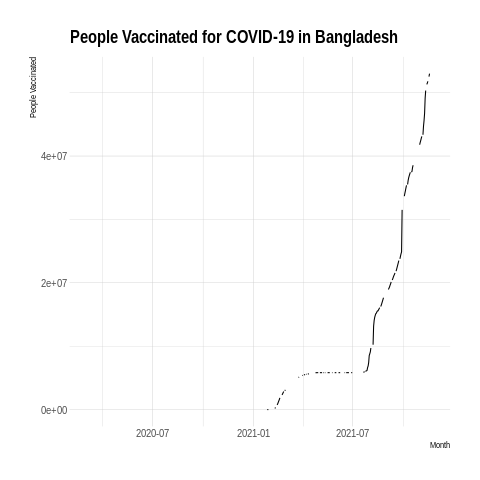 People Vaccinated for COVID-19 in Bangladesh
People Vaccinated
4e+07
2e+07
0e+00
2020-07 2021-01 2021-07
Month